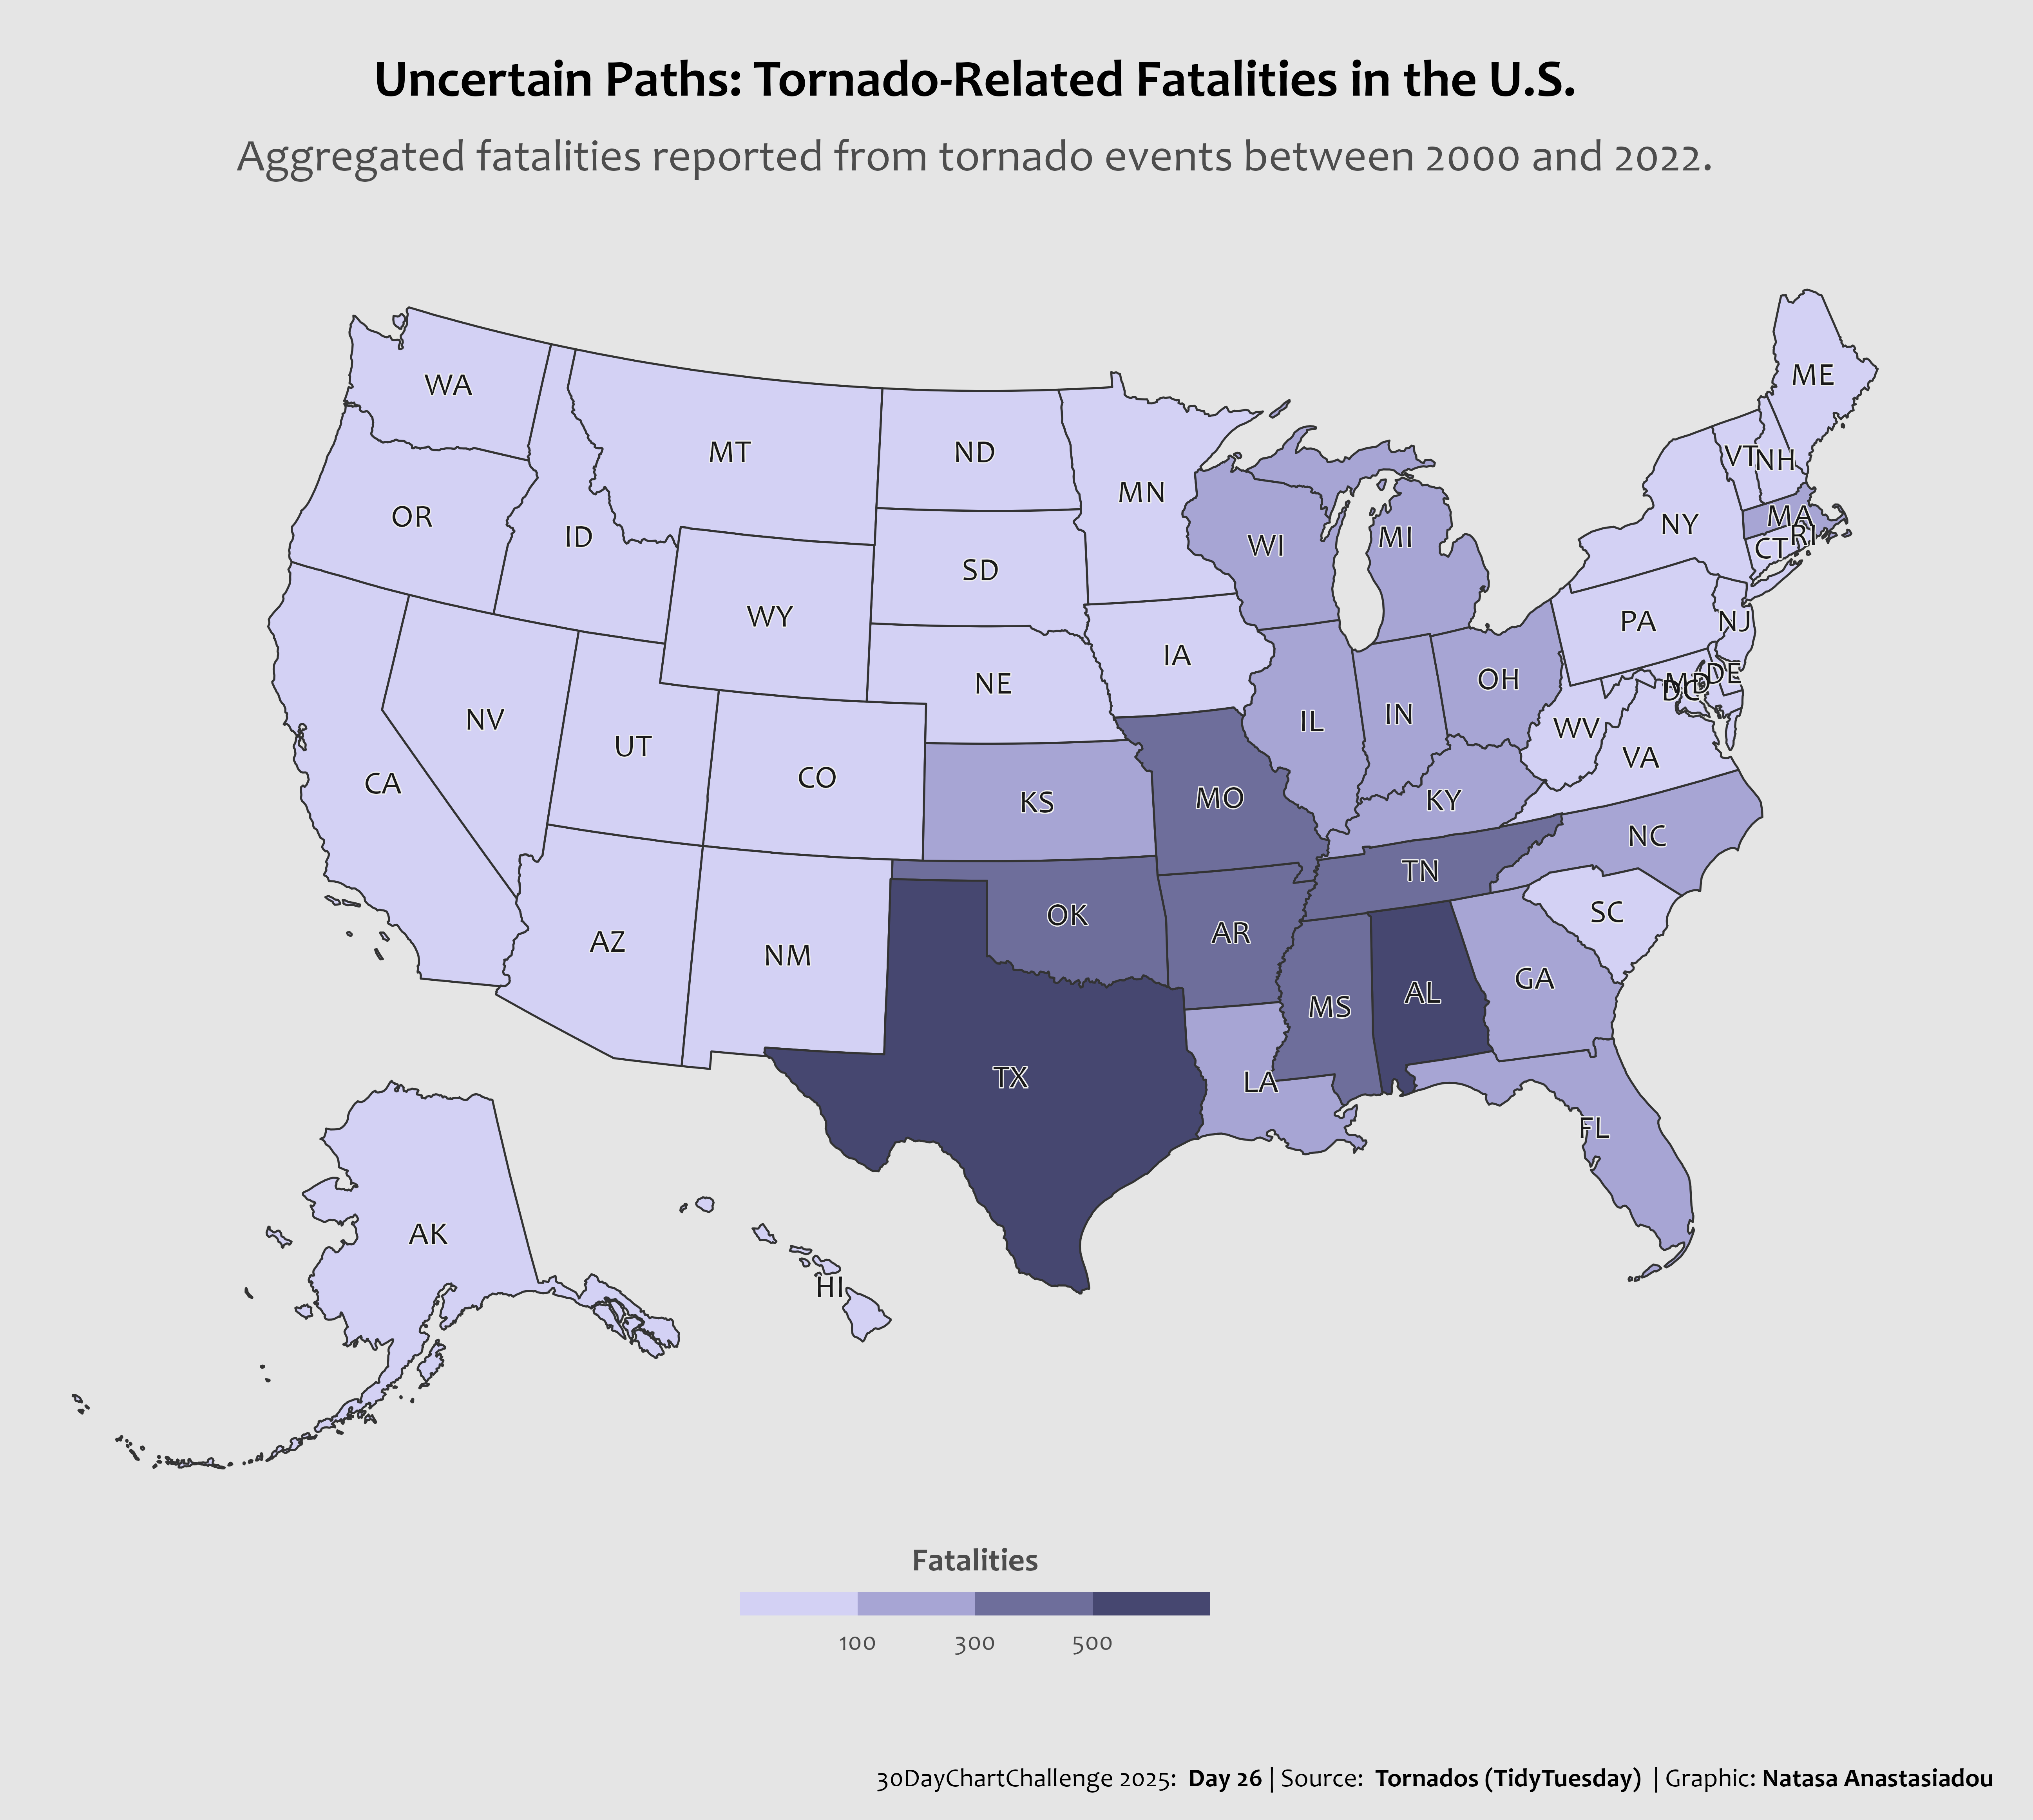 Uncertain Paths: Tornado-Related Fatalities in the U.S.
Aggregated fatalities reported from tornado events between 2000 and 2022.
ME
WA
MT
ND
VT
NH
MN
OR
MA
NY
RI
ID
MI
WI
CT
SD
WY
PA
NJ
IA
DE
OH
NE
MD
DC
IN
NV
IL
WV
UT
VA
CO
CA
MO
KS
KY
NC
TN
SC
OK
AR
AZ
NM
GA
AL
MS
TX
LA
FL
AK
HI
Fatalities
100 300 500
30DayChartChallenge 2025: Day 26 | Source: Tornados (TidyTuesday) | Graphic: Natasa Anastasiadou